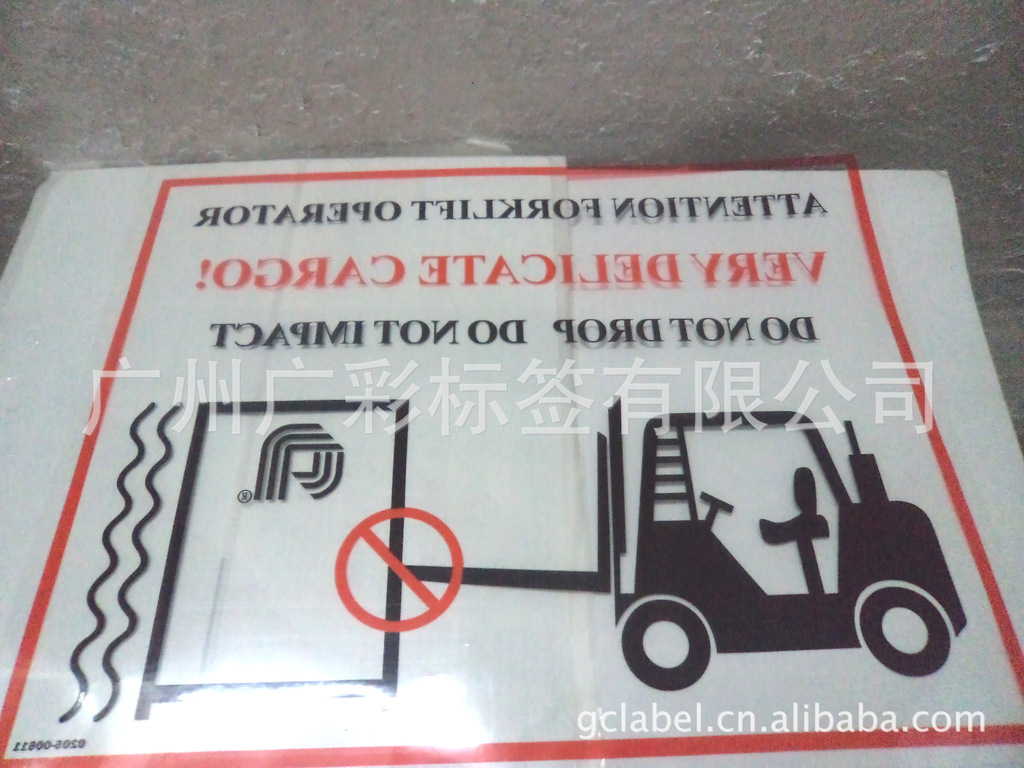 ATTENTION FORKLIFT OPERATOR
VERY DELICATE CARGO!
DO NOT DROP DO NOT IMPACT
广州广彩标签有限公司
®
gclabel.cn.alibaba.com
0205-00611